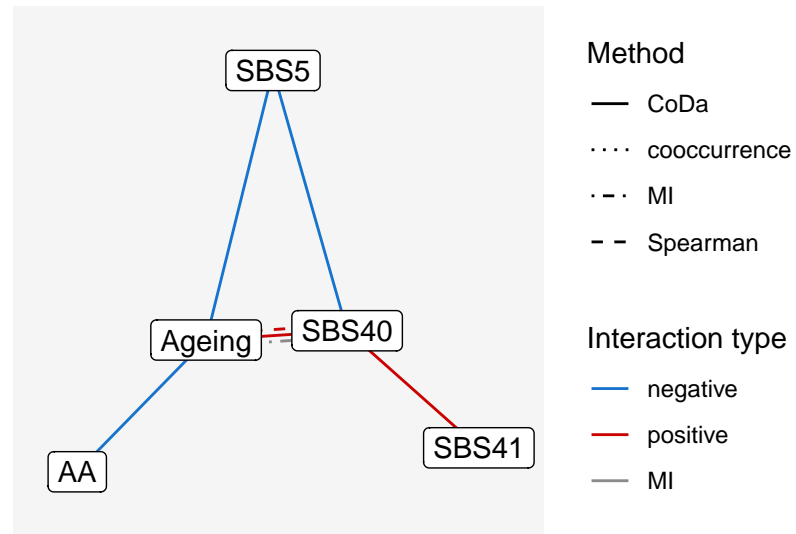 SBS5
Ageing
SBS40
SBS41
AA
Method
CoDa
cooccurrence
MI
Spearman
Interaction type
negative
positive
MI